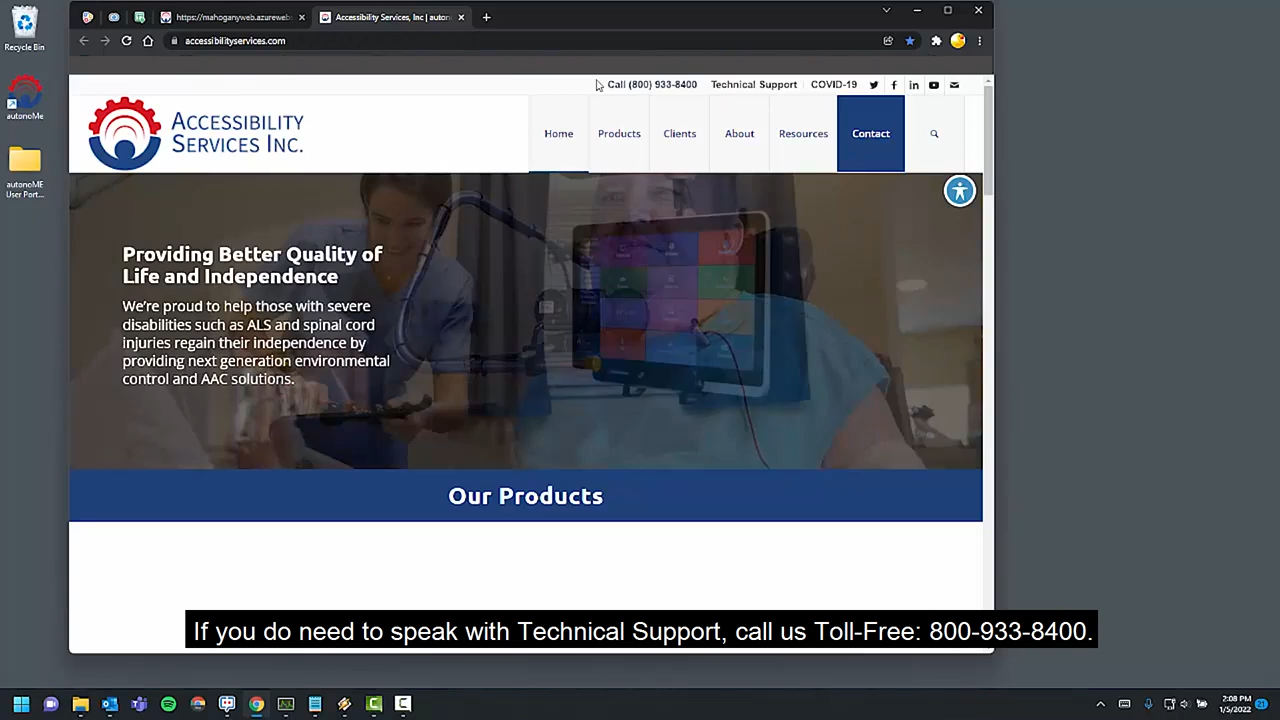 Recycle Bin
autonoMe
autonoME
User Port...
https://mahoganyweb.azureweb
Accessibility Services, Inc | auton
accessibilityservices.com
Call (800) 933-8400
Technical Support
COVID-19
ACCESSIBILITY
SERVICES INC.
Home
Products
Clients
About
Resources
Contact
Providing Better Quality of
Life and Independence
We're proud to help those with severe
disabilities such as ALS and spinal cord
injuries regain their independence by
providing next generation environmental
control and AAC solutions.
Our Products
If you do need to speak with Technical Support, call us Toll-Free: 800-933-8400.
2:08 PM
1/5/2022
21